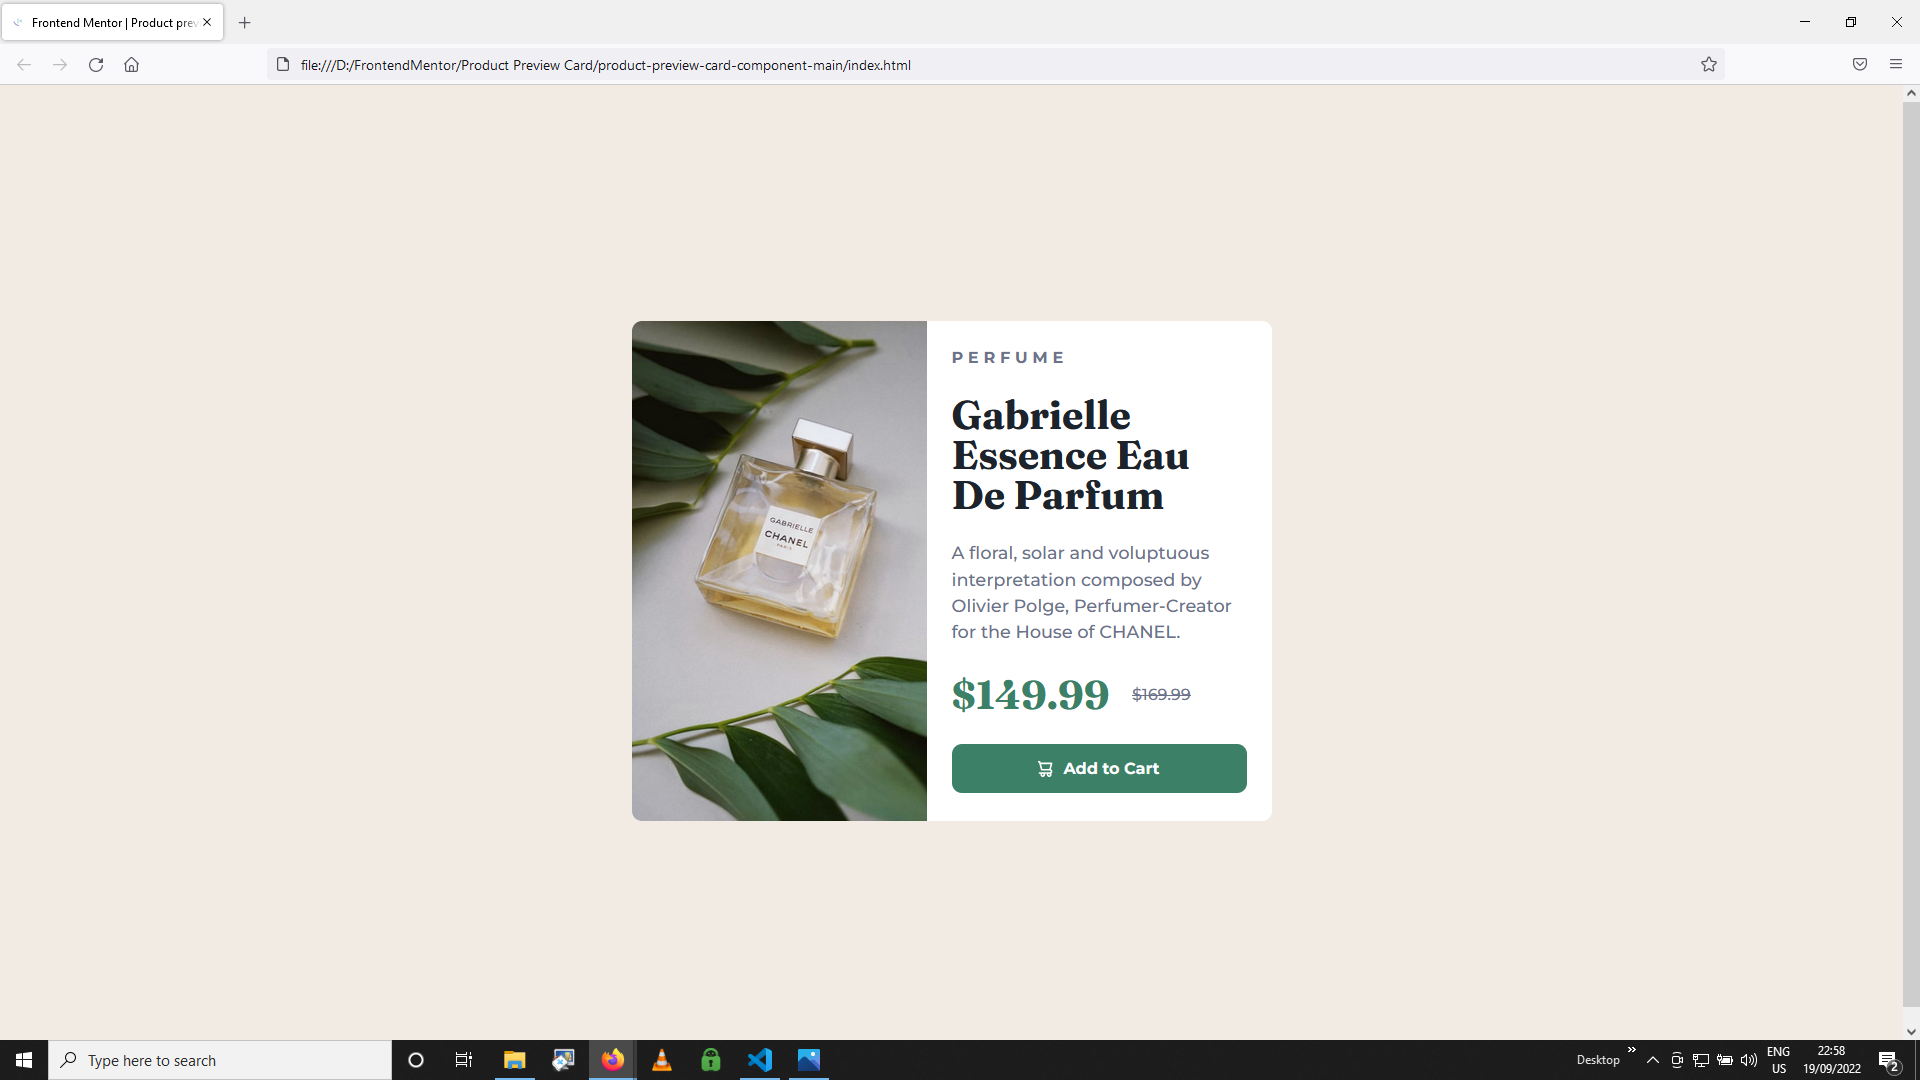 Frontend Mentor | Product prev
file:///D:/FrontendMentor/Product Preview Card/product-preview-card-component-main/index.html
GABRIELLE
CHANEL
PARIS
PERFUME
Gabrielle
Essence Eau
De Parfum
A floral, solar and voluptuous
interpretation composed by
Olivier Polge, Perfumer-Creator
for the House of CHANEL.
$149.99 $169.99
Add to Cart
Type here to search
Desktop
ENG
US
22:58
19/09/2022
2